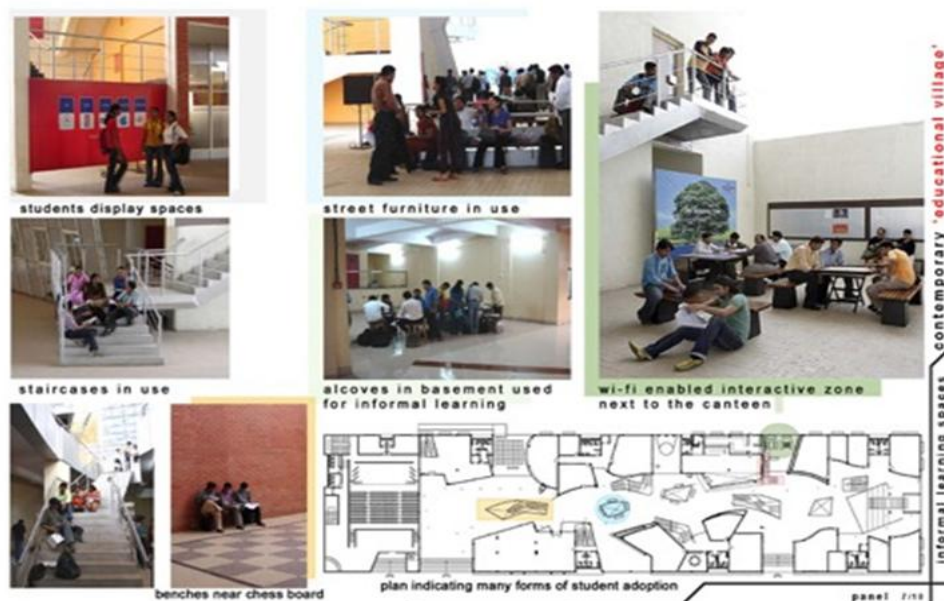 students display spaces
street furniture in use
staircases in use
alcoves in basement used
for informal learning
wi-fi enabled interactive zone
next to the canteen
benches near chess board
plan indicating many forms of student adoption
contemporary 'educational village'
informal learning spaces
panel 7/10